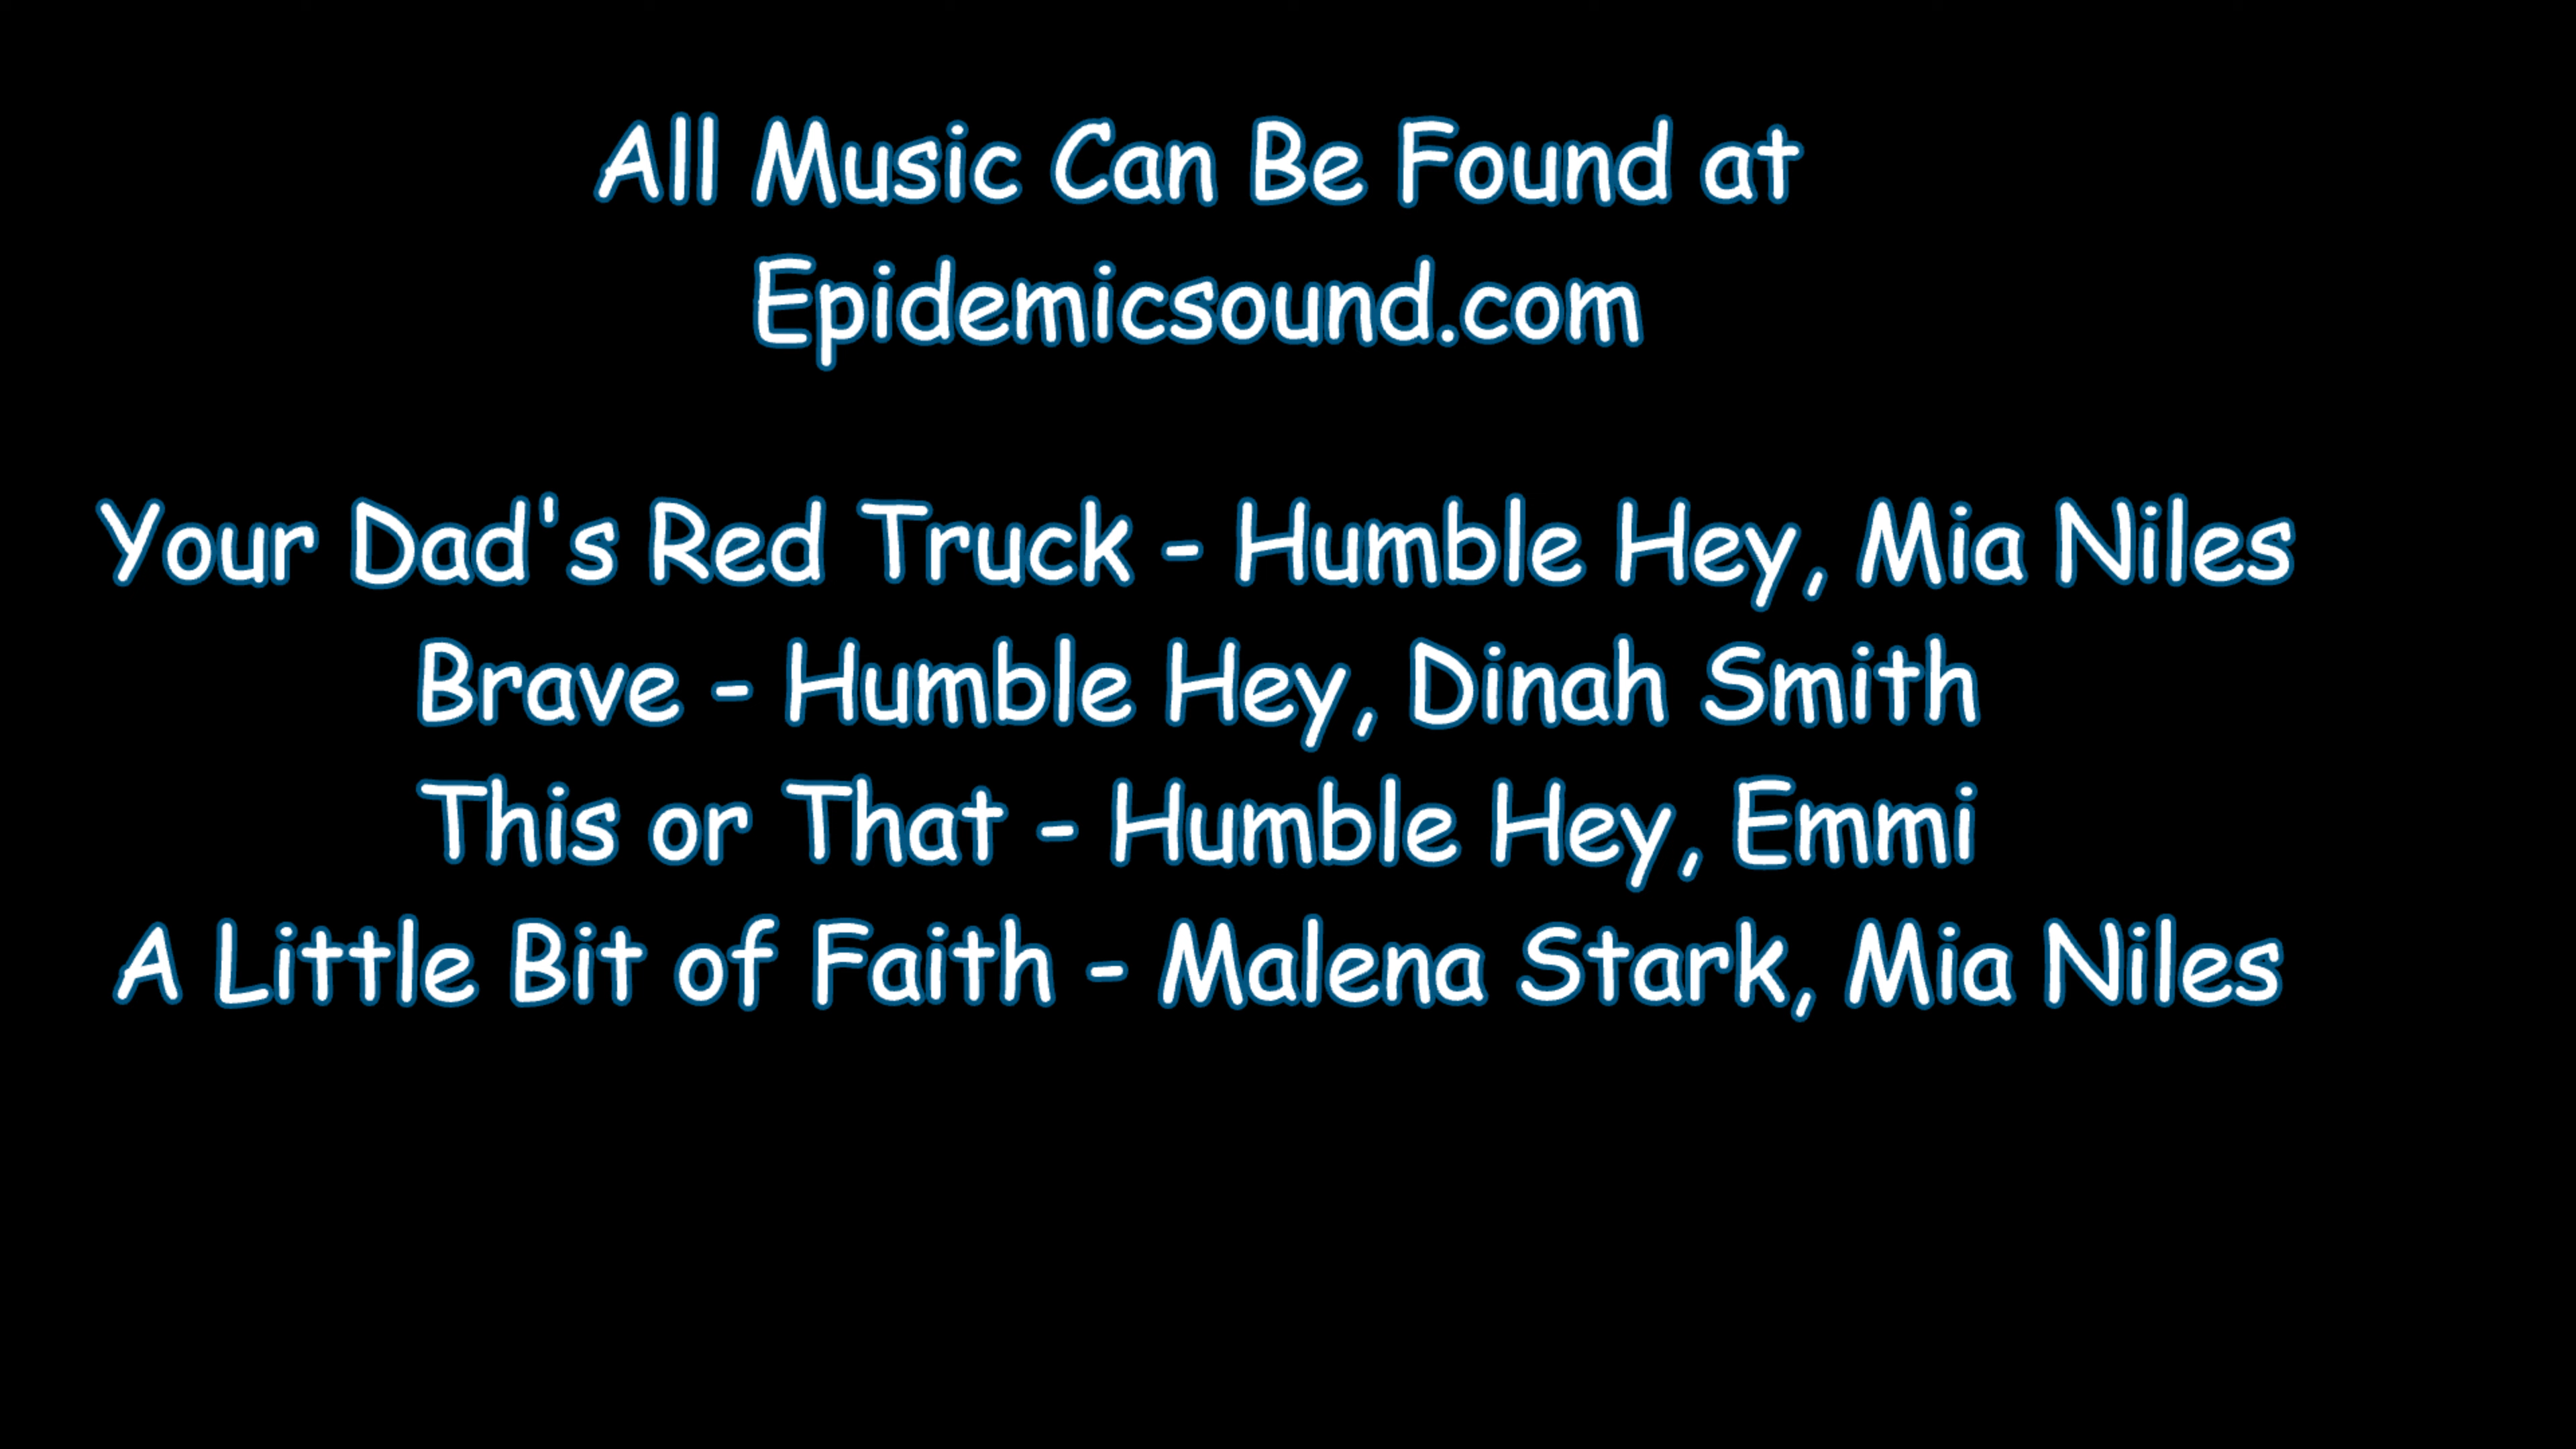 All Music Can Be Found at
Epidemicsound.com
Your Dad's Red Truck - Humble Hey, Mia Niles
Brave - Humble Hey, Dinah Smith
This or That - Humble Hey, Emmi
A Little Bit of Faith - Malena Stark, Mia Niles